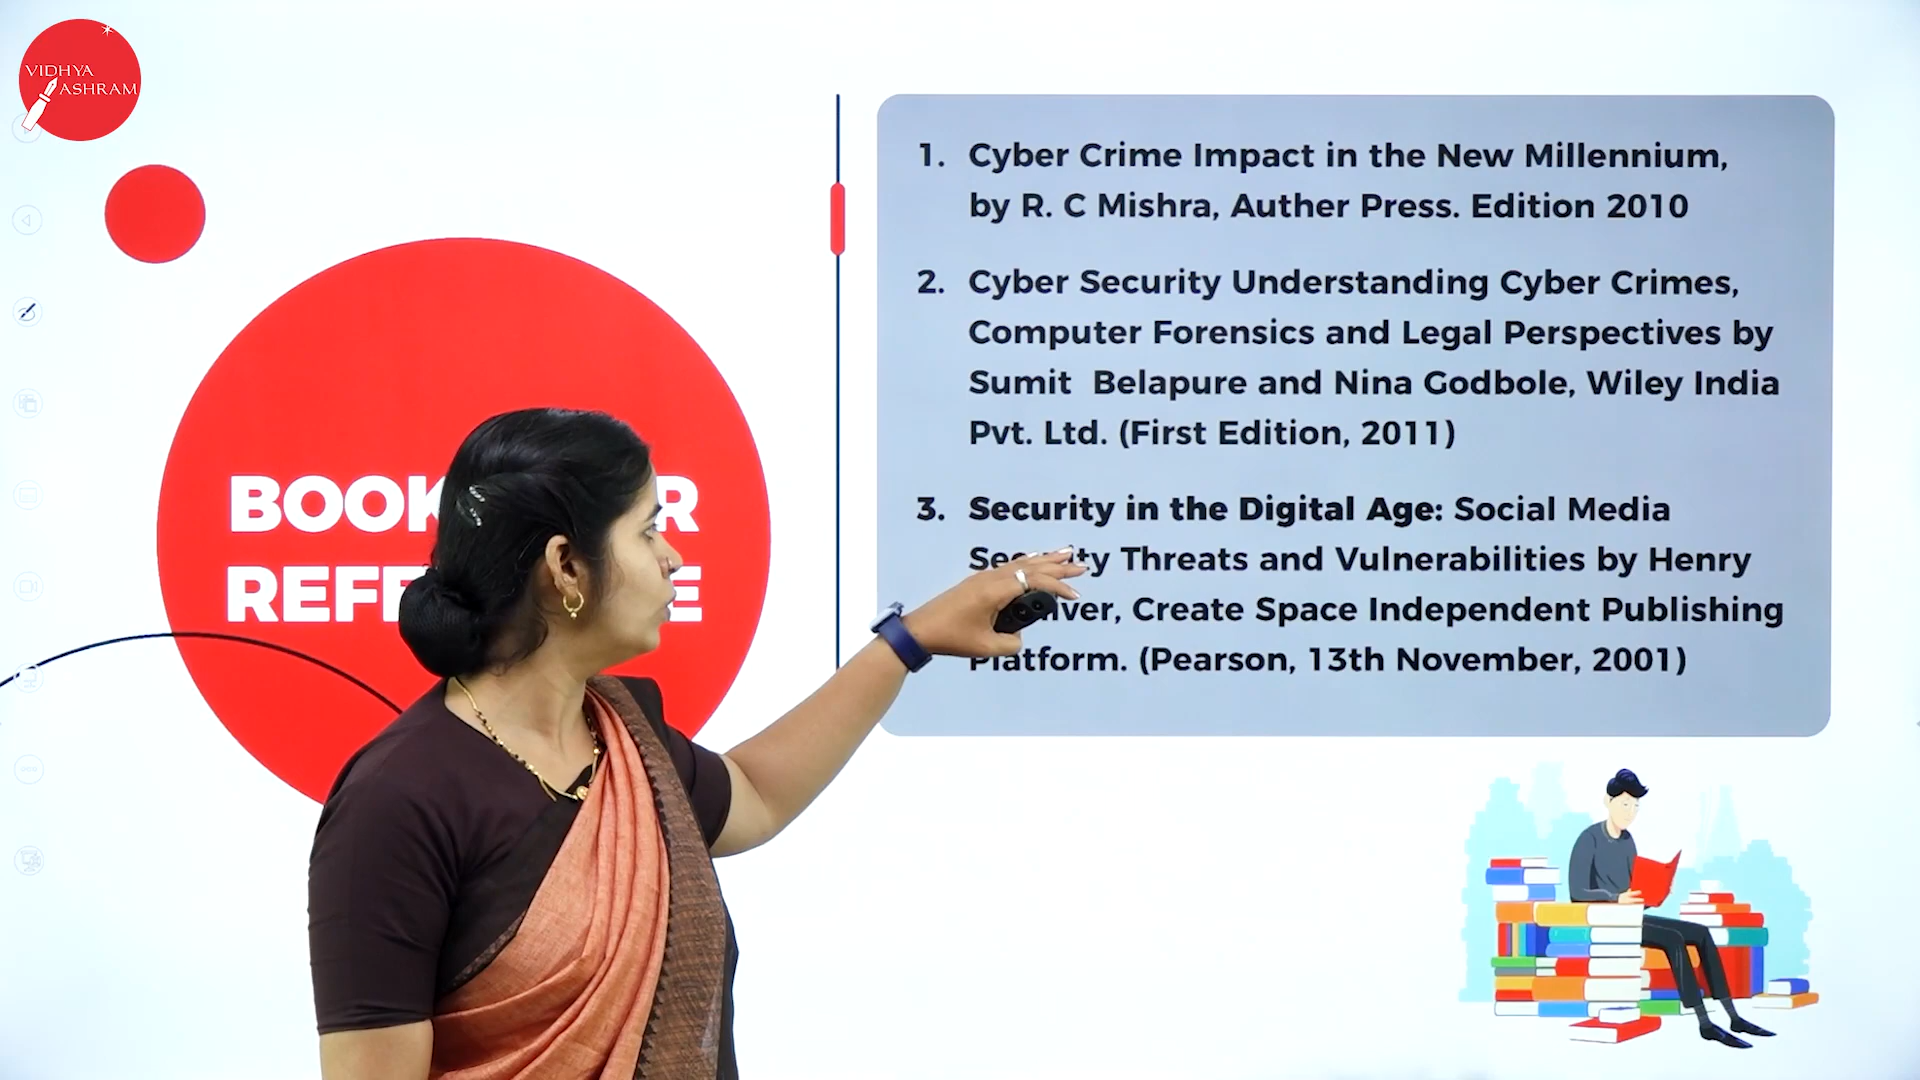 VIDHYA
ASHRAM
1. Cyber Crime Impact in the New Millennium,
by R. C Mishra, Auther Press. Edition 2010
2. Cyber Security Understanding Cyber Crimes,
Computer Forensics and Legal Perspectives by
Sumit Belapure and Nina Godbole, Wiley India
Pvt. Ltd. (First Edition, 2011)
3. Security in the Digital Age: Social Media
Security Threats and Vulnerabilities by Henry
Create Space Independent Publishing
Platform. (Pearson, 13th November, 2001)